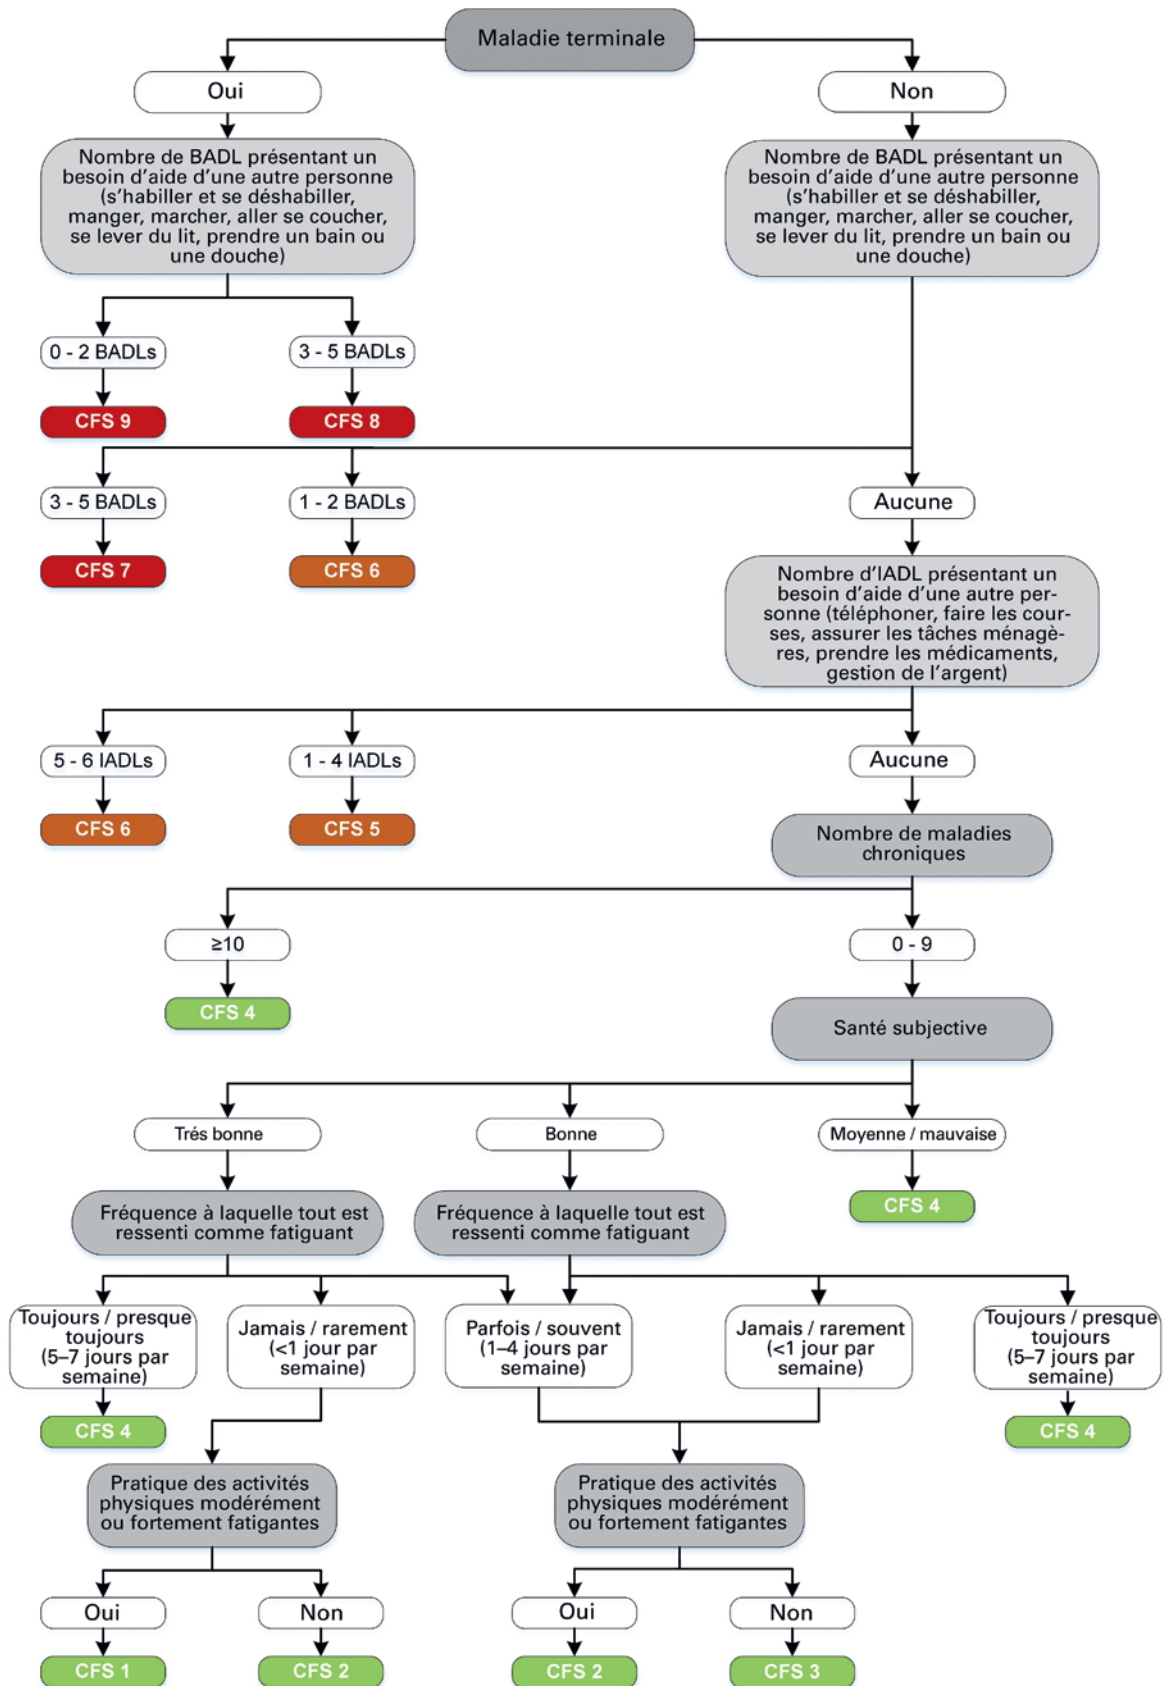 Maladie terminale
Oui
Non
Nombre de BADL présentant un
besoin d'aide d'une autre personne
(s'habiller et se déshabiller,
manger, marcher, aller se coucher,
se lever du lit, prendre un bain ou
une douche)
Nombre de BADL présentant un
besoin d'aide d'une autre personne
(s'habiller et se déshabiller,
manger, marcher, aller se coucher,
se lever du lit, prendre un bain ou
une douche)
0 - 2 BADLs
3 - 5 BADLs
CFS 9
CFS 8
3 - 5 BADLs
1 - 2 BADLs
Aucune
CFS 7
CFS 6
Nombre d'IADL présentant un
besoin d'aide d'une autre per-
sonne (téléphoner, faire les cour-
ses, assurer les tâches ménagè-
res, prendre les médicaments,
gestion de l'argent)
5 - 6 IADLs
1 - 4 IADLs
Aucune
CFS 6
CFS 5
Nombre de maladies
chroniques
≥10
0 - 9
CFS 4
Santé subjective
Trés bonne
Bonne
Moyenne / mauvaise
CFS 4
Fréquence à laquelle tout est
ressenti comme fatiguant
Fréquence à laquelle tout est
ressenti comme fatiguant
Toujours / presque
toujours
(5–7 jours par
semaine)
Jamais / rarement
(<1 jour par
semaine)
Parfois / souvent
(1–4 jours par
semaine)
Jamais / rarement
(<1 jour par
semaine)
Toujours / presque
toujours
(5–7 jours par
semaine)
CFS 4
CFS 4
Pratique des activités
physiques modérément
ou fortement fatigantes
Pratique des activités
physiques modérément
ou fortement fatigantes
Oui
Non
Oui
Non
CFS 1
CFS 2
CFS 2
CFS 3